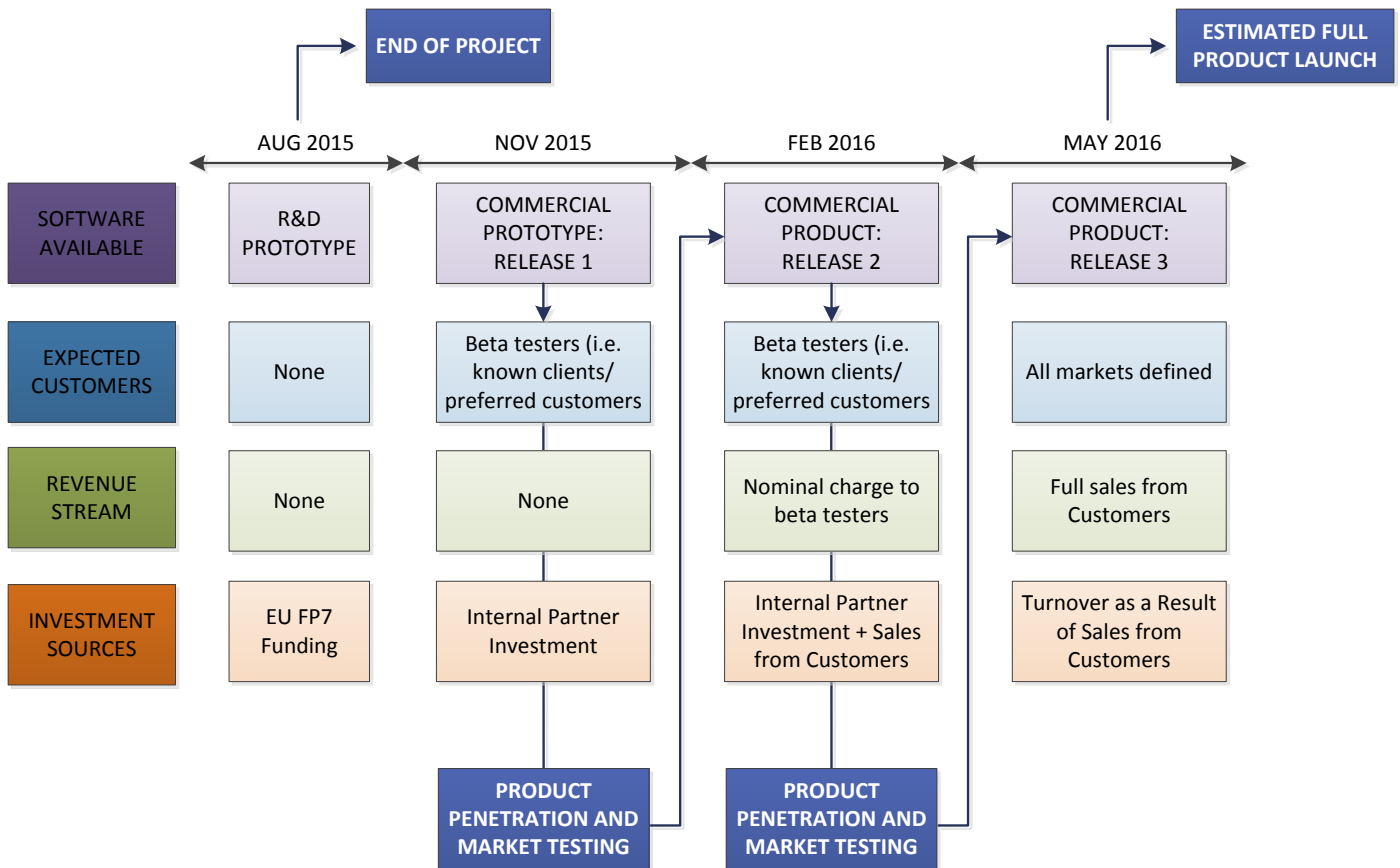 END OF PROJECT
ESTIMATED FULL
PRODUCT LAUNCH
AUG 2015
NOV 2015
FEB 2016
MAY 2016
SOFTWARE
AVAILABLE
R&D
PROTOTYPE
COMMERCIAL
PROTOTYPE:
RELEASE 1
COMMERCIAL
PRODUCT:
RELEASE 2
COMMERCIAL
PRODUCT:
RELEASE 3
EXPECTED
CUSTOMERS
None
Beta testers (i.e.
known clients/
preferred customers
Beta testers (i.e.
known clients/
preferred customers
All markets defined
REVENUE
STREAM
None
None
Nominal charge to
beta testers
Full sales from
Customers
INVESTMENT
SOURCES
EU FP7
Funding
Internal Partner
Investment
Internal Partner
Investment + Sales
from Customers
Turnover as a Result
of Sales from
Customers
PRODUCT
PENETRATION AND
MARKET TESTING
PRODUCT
PENETRATION AND
MARKET TESTING